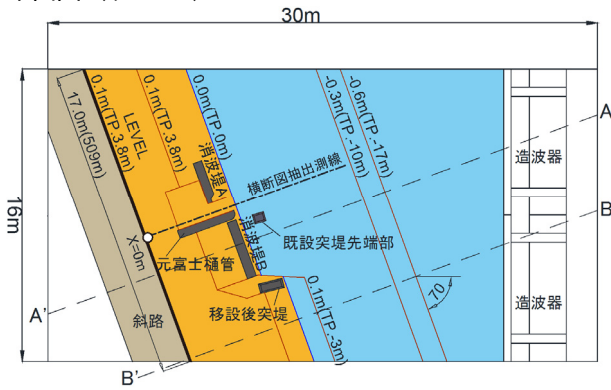 30m
16m
17.0m(509m)
0.1m(TP.3.8m)
LEVEL
0.1m(TP.3.8m)
0.0m(TP.0m)
-0.3m(TP.-10m)
-0.6m(TP.-17m)
A
造波器
消波堤A
横断図抽出測線
B
X=0m
既設突堤先端部
元富士樋管
消波堤B
0.1m(TP.-3m)
70
移設後突堤
造波器
A'
斜路
B'